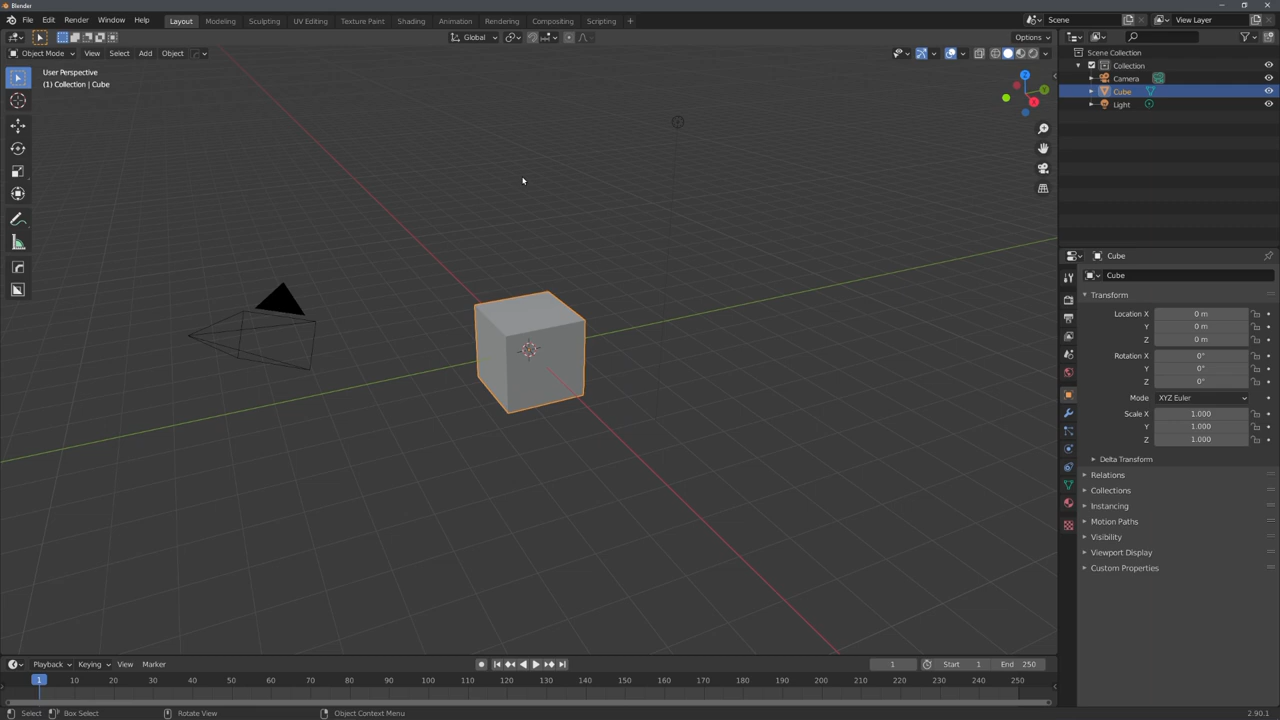 Blender
File Edit Render Window Help Layout Modeling Sculpting UV Editing Texture Paint Shading Animation Rendering Compositing Scripting + Scene View Layer
Global Options
Object Mode View Select Add Object
User Perspective
(1) Collection | Cube
Z
Y
X
Scene Collection
Collection
Camera
Cube
Light
Cube
Cube
Transform
Location X 0 m
Y 0 m
Z 0 m
Rotation X 0°
Y 0°
Z 0°
Mode XYZ Euler
Scale X 1.000
Y 1.000
Z 1.000
Delta Transform
Relations
Collections
Instancing
Motion Paths
Visibility
Viewport Display
Custom Properties
Playback Keying View Marker 1 Start 1 End 250
1 10 20 30 40 50 60 70 80 90 100 110 120 130 140 150 160 170 180 190 200 210 220 230 240 250
Select Box Select Rotate View Object Context Menu 2.90.1